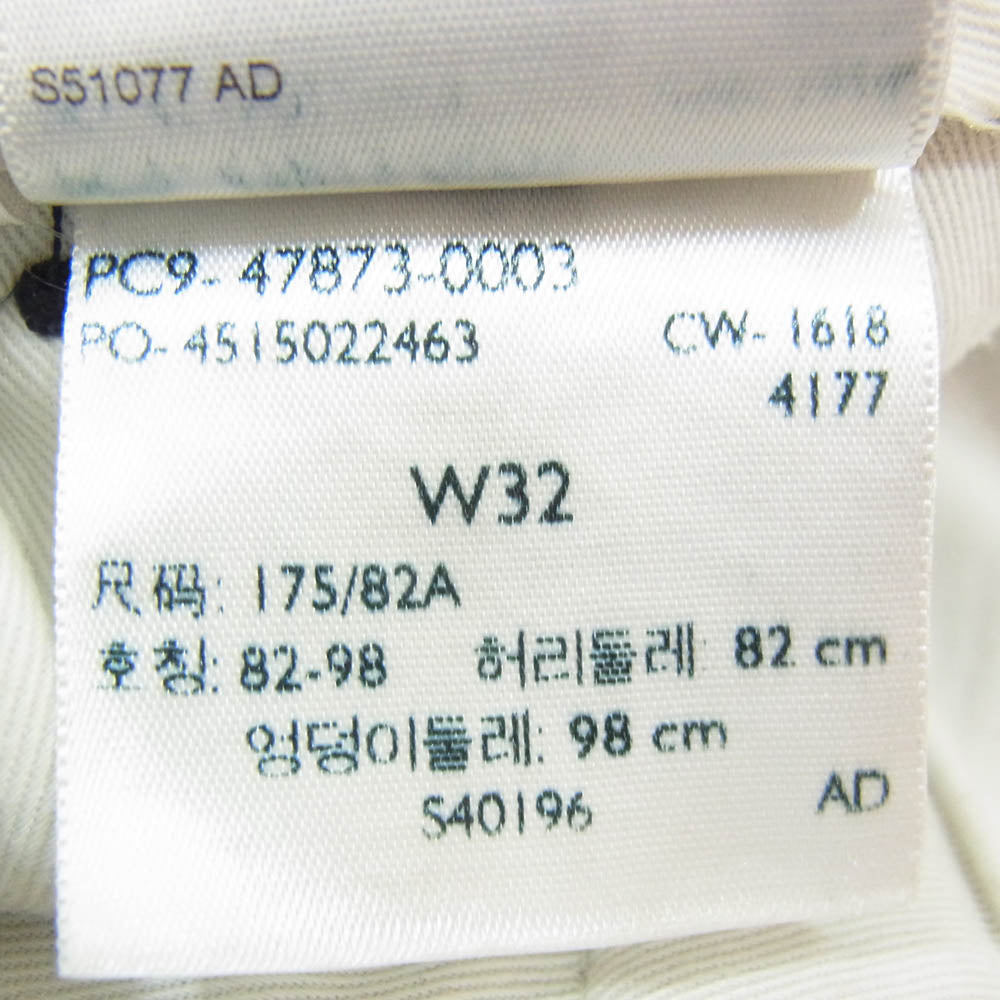 S51077 AD
PC9- 47873-0003
PO- 4515022463 CW- 1618
4177
W32
尺码: 175/82A
호칭: 82-98 허리둘레: 82 cm
엉덩이둘레: 98 cm
S40196 AD